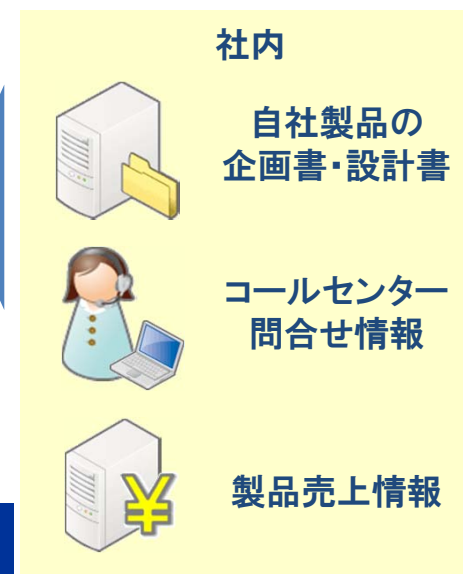 社内
自社製品の
企画書・設計書
コールセンター
問合せ情報
¥
製品売上情報